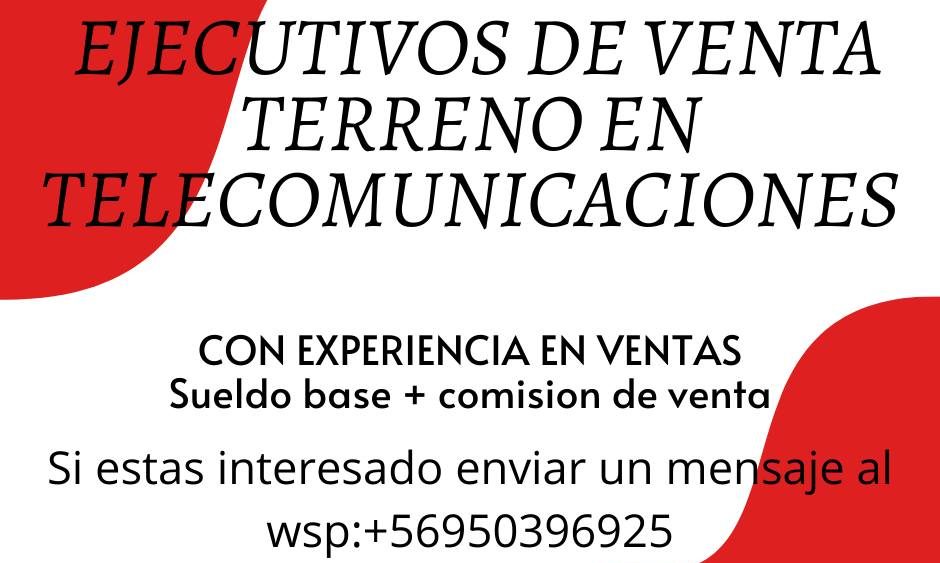 EJECUTIVOS DE VENTA
TERRENO EN
TELECOMUNICACIONES
CON EXPERIENCIA EN VENTAS
Sueldo base + comision de venta
Si estas interesado enviar un mensaje al
wsp:+56950396925